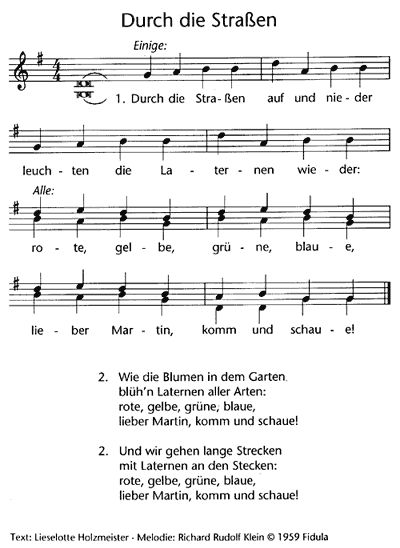 Durch die Straßen
Einige:
1. Durch die Stra- ßen auf und nie - der
leuch - ten die La - ter - nen wie - der:
Alle:
ro - te, gel - be, grü - ne, blau - e,
lie - ber Mar - tin, komm und schau - e!
2. Wie die Blumen in dem Garten
blüh'n Laternen aller Arten:
rote, gelbe, grüne, blaue,
lieber Martin, komm und schaue!
2. Und wir gehen lange Strecken
mit Laternen an den Stecken:
rote, gelbe, grüne, blaue,
lieber Martin, komm und schaue!
Text: Lieselotte Holzmeister - Melodie: Richard Rudolf Klein © 1959 Fidula